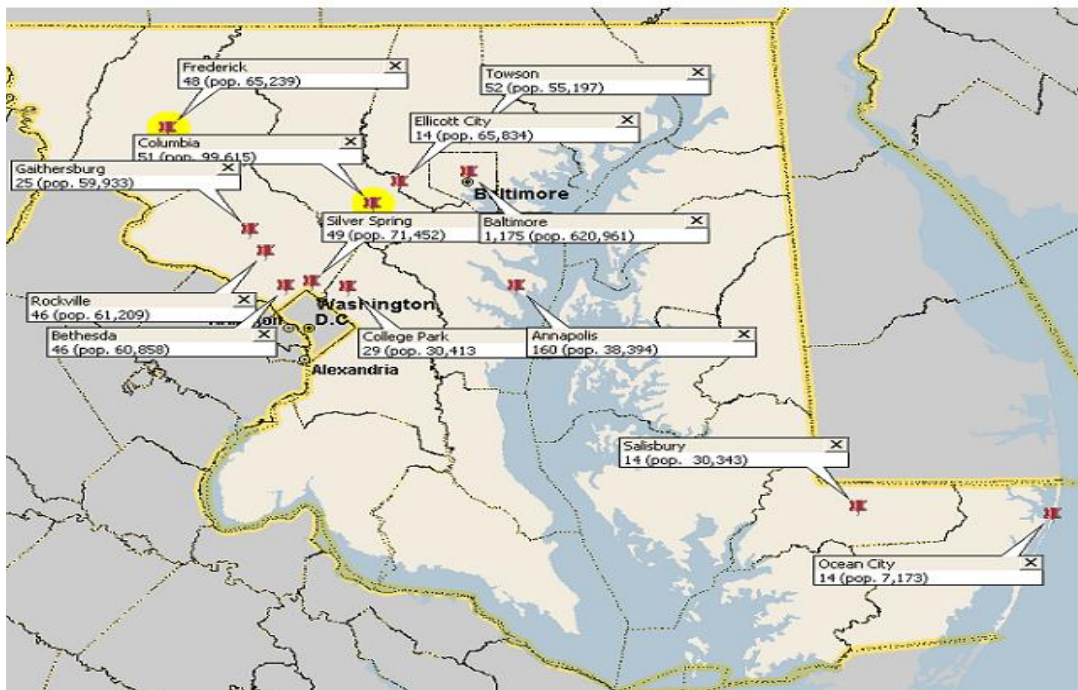 Frederick
48 (pop. 65,239)
Towson
52 (pop. 55,197)
Ellicott City
14 (pop. 65,834)
Columbia
51 (pop. 99,615)
Gaithersburg
25 (pop. 59,933)
Baltimore
Silver Spring
49 (pop. 71,452)
Baltimore
1,175 (pop. 620,961)
Rockville
46 (pop. 61,209)
Washington
D.C
Bethesda
46 (pop. 60,858)
College Park
29 (pop. 30,413
Annapolis
160 (pop. 38,394)
Alexandria
Salisbury
14 (pop. 30,343)
Ocean City
14 (pop. 7,173)